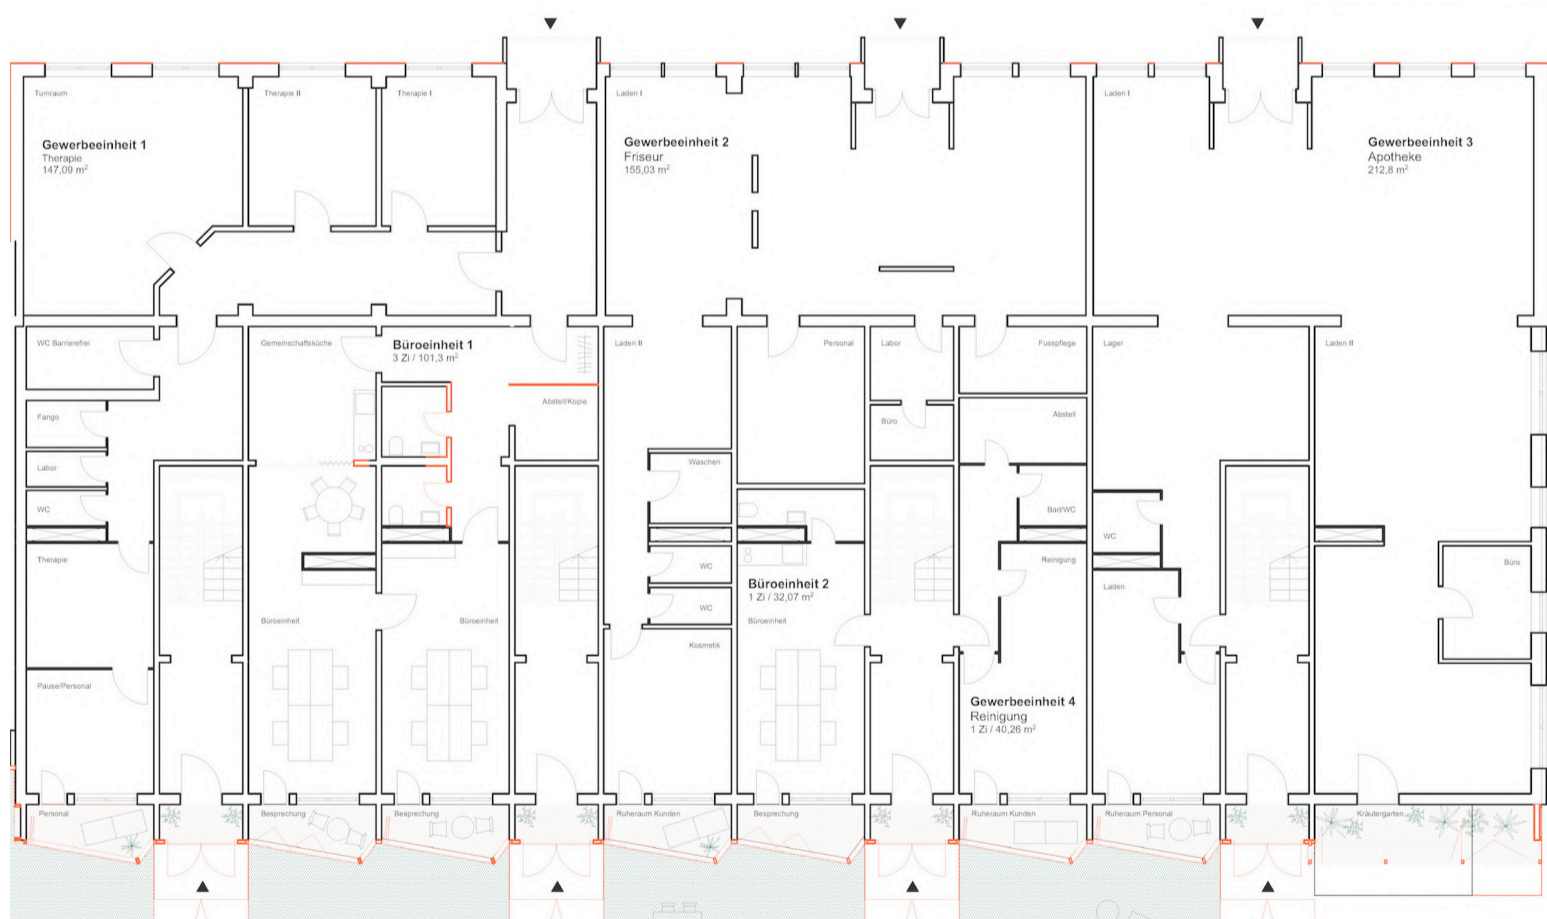 Turnraum
Therapie II
Therapie I
Laden I
Laden I
Gewerbeeinheit 1
Therapie
147,09 m²
Gewerbeeinheit 2
Friseur
155,03 m²
Gewerbeeinheit 3
Apotheke
212,8 m²
WC Barrierefrei
Gemeinschaftsküche
Büroeinheit 1
3 Zi / 101,3 m²
Laden II
Personal
Labor
Fusspflege
Lager
Laden II
Abstell/Kopie
Fango
Büro
Abstell
Labor
Waschen
WC
Bad/WC
WC
Therapie
WC
Reinigung
Büro
Büroeinheit 2
1 Zi / 32,07 m²
Laden
WC
Büroeinheit
Büroeinheit
Büroeinheit
Kosmetik
Pause/Personal
Gewerbeeinheit 4
Reinigung
1 Zi / 40,26 m²
Personal
Besprechung
Besprechung
Ruheraum Kunden
Besprechung
Ruheraum Kunden
Ruheraum Personal
Kräutergarten